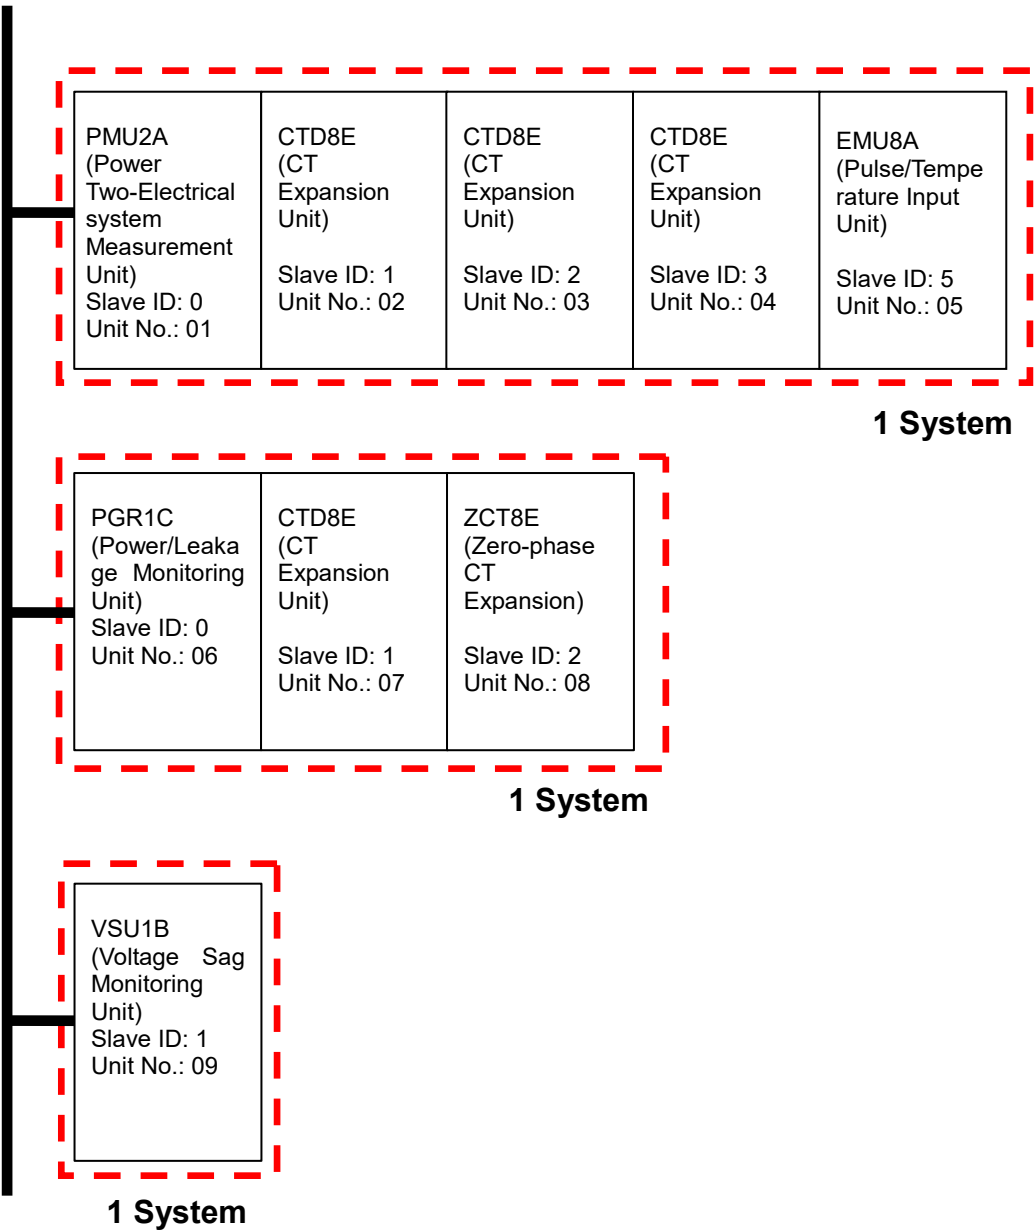 PMU2A
(Power
Two-Electrical
system
Measurement
Unit)
Slave ID: 0
Unit No.: 01
CTD8E
(CT
Expansion
Unit)
Slave ID: 1
Unit No.: 02
CTD8E
(CT
Expansion
Unit)
Slave ID: 2
Unit No.: 03
CTD8E
(CT
Expansion
Unit)
Slave ID: 3
Unit No.: 04
EMU8A
(Pulse/Tempe
rature Input
Unit)
Slave ID: 5
Unit No.: 05
1 System
PGR1C
(Power/Leaka
ge Monitoring
Unit)
Slave ID: 0
Unit No.: 06
CTD8E
(CT
Expansion
Unit)
Slave ID: 1
Unit No.: 07
ZCT8E
(Zero-phase
CT
Expansion)
Slave ID: 2
Unit No.: 08
1 System
VSU1B
(Voltage Sag
Monitoring
Unit)
Slave ID: 1
Unit No.: 09
1 System